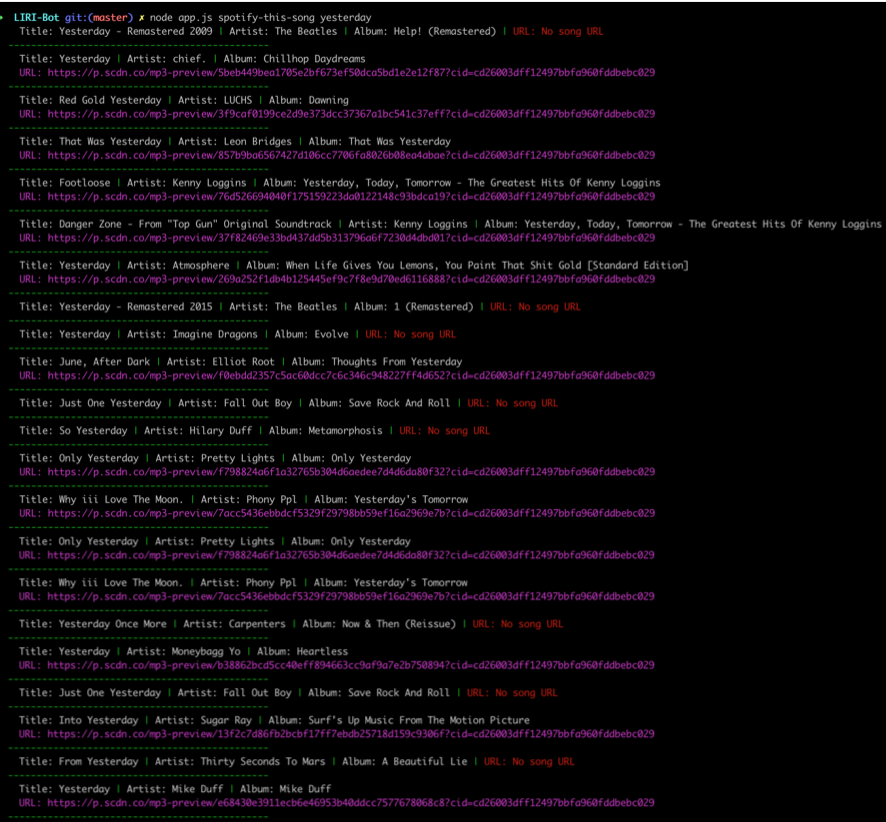 LIRI-Bot git:(master) ✗ node app.js spotify-this-song yesterday
Title: Yesterday - Remastered 2009 | Artist: The Beatles | Album: Help! (Remastered) | URL: No song URL
----------------------------------------------
Title: Yesterday | Artist: chief. | Album: Chillhop Daydreams
URL: https://p.scdn.co/mp3-preview/5beb449bea1705e2bf673ef50dca5bd1e2e12f87?cid=cd26003dff12497bbfa960fddbebc029
----------------------------------------------
Title: Red Gold Yesterday | Artist: LUCHS | Album: Dawning
URL: https://p.scdn.co/mp3-preview/3f9caf0199ce2d9e373dcc37367a1bc541c37eff?cid=cd26003dff12497bbfa960fddbebc029
----------------------------------------------
Title: That Was Yesterday | Artist: Leon Bridges | Album: That Was Yesterday
URL: https://p.scdn.co/mp3-preview/857b9ba6567427d106cc7706fa8026b08ea4abae?cid=cd26003dff12497bbfa960fddbebc029
----------------------------------------------
Title: Footloose | Artist: Kenny Loggins | Album: Yesterday, Today, Tomorrow - The Greatest Hits Of Kenny Loggins
URL: https://p.scdn.co/mp3-preview/76d526694040f175159223da0122148c93bdca19?cid=cd26003dff12497bbfa960fddbebc029
----------------------------------------------
Title: Danger Zone - From "Top Gun" Original Soundtrack | Artist: Kenny Loggins | Album: Yesterday, Today, Tomorrow - The Greatest Hits Of Kenny Loggins
URL: https://p.scdn.co/mp3-preview/37f82469e33bd437dd5b313796a6f7230d4dbd01?cid=cd26003dff12497bbfa960fddbebc029
----------------------------------------------
Title: Yesterday | Artist: Atmosphere | Album: When Life Gives You Lemons, You Paint That Shit Gold [Standard Edition]
URL: https://p.scdn.co/mp3-preview/269a252f1db4b125445ef9c7f8e9d70ed6116888?cid=cd26003dff12497bbfa960fddbebc029
----------------------------------------------
Title: Yesterday - Remastered 2015 | Artist: The Beatles | Album: 1 (Remastered) | URL: No song URL
----------------------------------------------
Title: Yesterday | Artist: Imagine Dragons | Album: Evolve | URL: No song URL
----------------------------------------------
Title: June, After Dark | Artist: Elliot Root | Album: Thoughts From Yesterday
URL: https://p.scdn.co/mp3-preview/f0ebdd2357c5ac60dcc7c6c346c948227ff4d652?cid=cd26003dff12497bbfa960fddbebc029
----------------------------------------------
Title: Just One Yesterday | Artist: Fall Out Boy | Album: Save Rock And Roll | URL: No song URL
----------------------------------------------
Title: So Yesterday | Artist: Hilary Duff | Album: Metamorphosis | URL: No song URL
----------------------------------------------
Title: Only Yesterday | Artist: Pretty Lights | Album: Only Yesterday
URL: https://p.scdn.co/mp3-preview/f798824a6f1a32765b304d6aedee7d4d6da80f32?cid=cd26003dff12497bbfa960fddbebc029
----------------------------------------------
Title: Why iii Love The Moon. | Artist: Phony Ppl | Album: Yesterday's Tomorrow
URL: https://p.scdn.co/mp3-preview/7acc5436ebbdcf5329f29798bb59ef16a2969e7b?cid=cd26003dff12497bbfa960fddbebc029
----------------------------------------------
Title: Only Yesterday | Artist: Pretty Lights | Album: Only Yesterday
URL: https://p.scdn.co/mp3-preview/f798824a6f1a32765b304d6aedee7d4d6da80f32?cid=cd26003dff12497bbfa960fddbebc029
----------------------------------------------
Title: Why iii Love The Moon. | Artist: Phony Ppl | Album: Yesterday's Tomorrow
URL: https://p.scdn.co/mp3-preview/7acc5436ebbdcf5329f29798bb59ef16a2969e7b?cid=cd26003dff12497bbfa960fddbebc029
----------------------------------------------
Title: Yesterday Once More | Artist: Carpenters | Album: Now & Then (Reissue) | URL: No song URL
----------------------------------------------
Title: Yesterday | Artist: Moneybagg Yo | Album: Heartless
URL: https://p.scdn.co/mp3-preview/b38862bcd5cc40eff894663cc9af9a7e2b750894?cid=cd26003dff12497bbfa960fddbebc029
----------------------------------------------
Title: Just One Yesterday | Artist: Fall Out Boy | Album: Save Rock And Roll | URL: No song URL
----------------------------------------------
Title: Into Yesterday | Artist: Sugar Ray | Album: Surf's Up Music From The Motion Picture
URL: https://p.scdn.co/mp3-preview/13f2c7d86fb2bcbf17ff7ebdb25718d159c9306f?cid=cd26003dff12497bbfa960fddbebc029
----------------------------------------------
Title: From Yesterday | Artist: Thirty Seconds To Mars | Album: A Beautiful Lie | URL: No song URL
----------------------------------------------
Title: Yesterday | Artist: Mike Duff | Album: Mike Duff
URL: https://p.scdn.co/mp3-preview/e68430e3911ecb6e46953b40ddcc7577678068c8?cid=cd26003dff12497bbfa960fddbebc029
----------------------------------------------